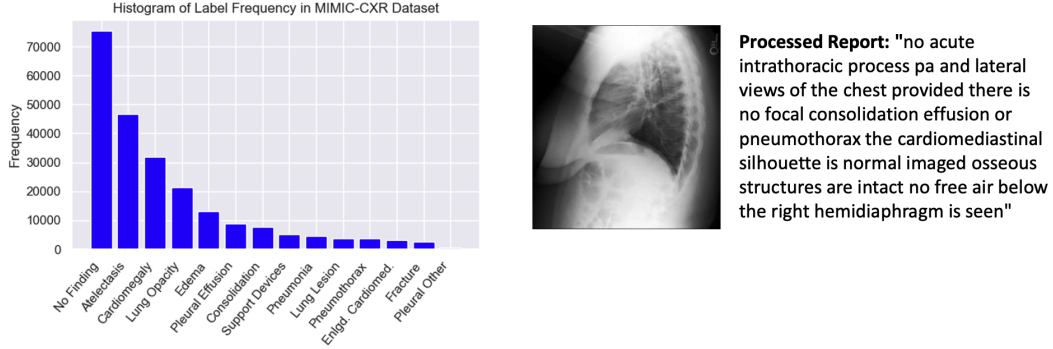 Histogram of Label Frequency in MIMIC-CXR Dataset
Frequency
70000
60000
50000
40000
30000
20000
10000
0
No Finding
Atelectasis
Cardiomegaly
Lung Opacity
Edema
Pleural Effusion
Consolidation
Support Devices
Pneumonia
Lung Lesion
Pneumothorax
Enlgd. Cardiomed.
Fracture
Pleural Other
Processed Report: "no acute
intrathoracic process pa and lateral
views of the chest provided there is
no focal consolidation effusion or
pneumothorax the cardiomediastinal
silhouette is normal imaged osseous
structures are intact no free air below
the right hemidiaphragm is seen"